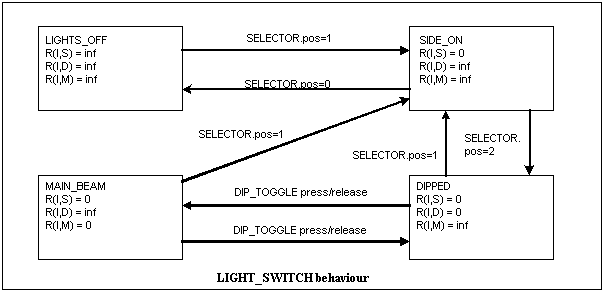 LIGHTS_OFF
R(I,S) = inf
R(I,D) = inf
R(I,M) = inf
SELECTOR.pos=1
SELECTOR.pos=0
SIDE_ON
R(I,S) = 0
R(I,D) = inf
R(I,M) = inf
SELECTOR.pos=1
SELECTOR.pos=1
SELECTOR.
pos=2
MAIN_BEAM
R(I,S) = 0
R(I,D) = inf
R(I,M) = 0
DIP_TOGGLE press/release
DIP_TOGGLE press/release
DIPPED
R(I,S) = 0
R(I,D) = 0
R(I,M) = inf
LIGHT_SWITCH behaviour